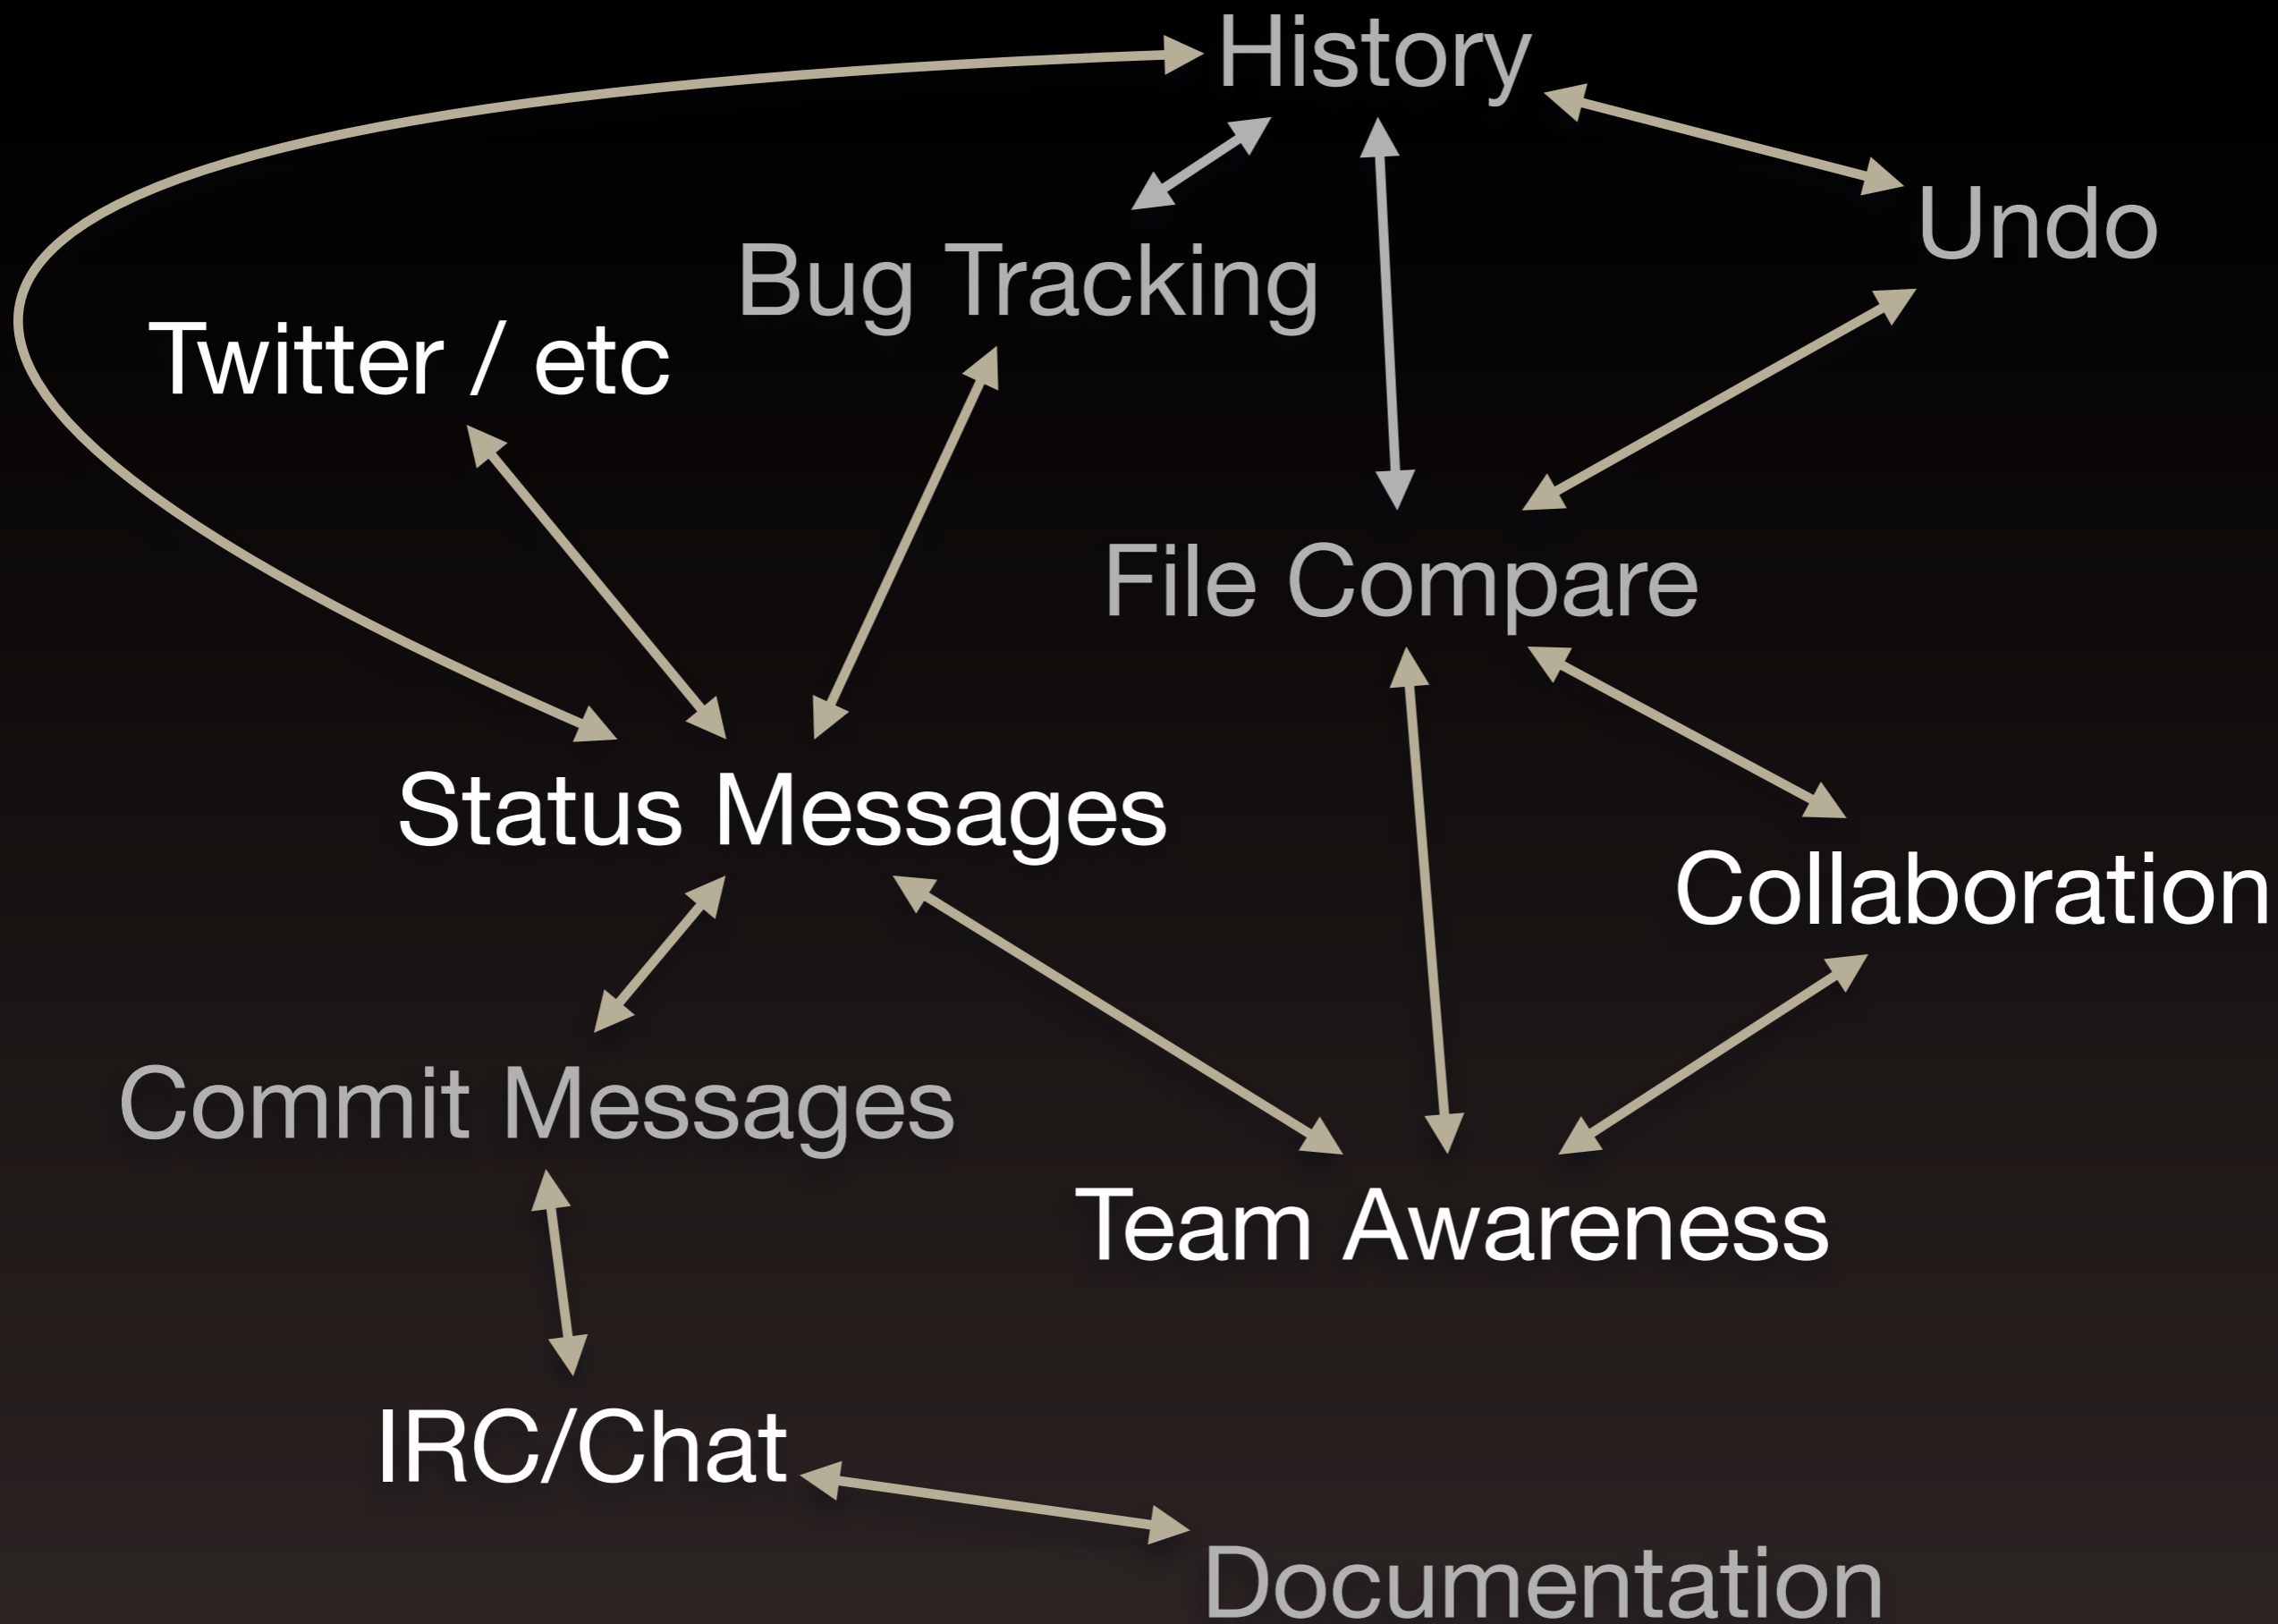 History
Undo
Bug Tracking
Twitter / etc
File Compare
Status Messages
Collaboration
Commit Messages
Team Awareness
IRC/Chat
Documentation